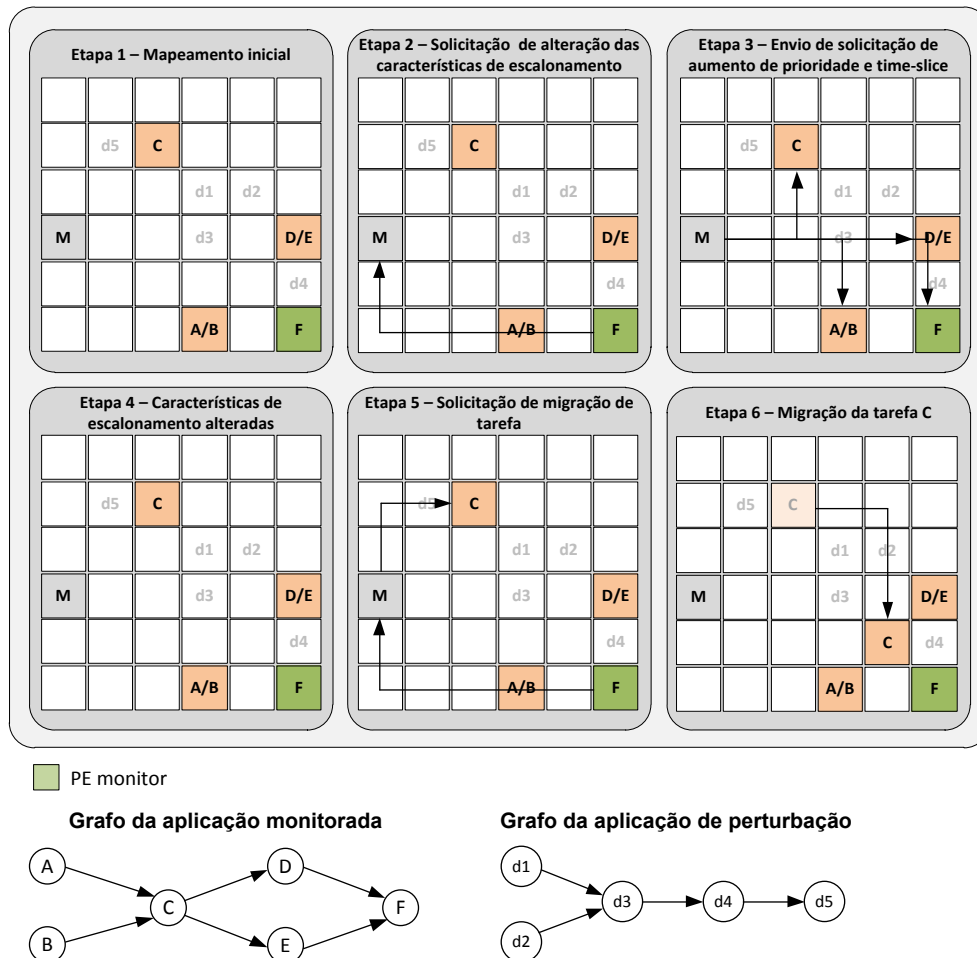 Etapa 1 – Mapeamento inicial
d5 C
d1 d2
M d3 D/E
d4
A/B F
Etapa 2 – Solicitação de alteração das
características de escalonamento
d5 C
d1 d2
M d3 D/E
d4
A/B F
Etapa 3 – Envio de solicitação de
aumento de prioridade e time-slice
d5 C
d1 d2
M d3 D/E
d4
A/B F
Etapa 4 – Características de
escalonamento alteradas
d5 C
d1 d2
M d3 D/E
d4
A/B F
Etapa 5 – Solicitação de migração de
tarefa
d5 C
d1 d2
M d3 D/E
d4
A/B F
Etapa 6 – Migração da tarefa C
d5 C
d1 d2
M d3 D/E
C d4
A/B F
PE monitor
Grafo da aplicação monitorada
A D
C F
B E
Grafo da aplicação de perturbação
d1
d3 d4 d5
d2